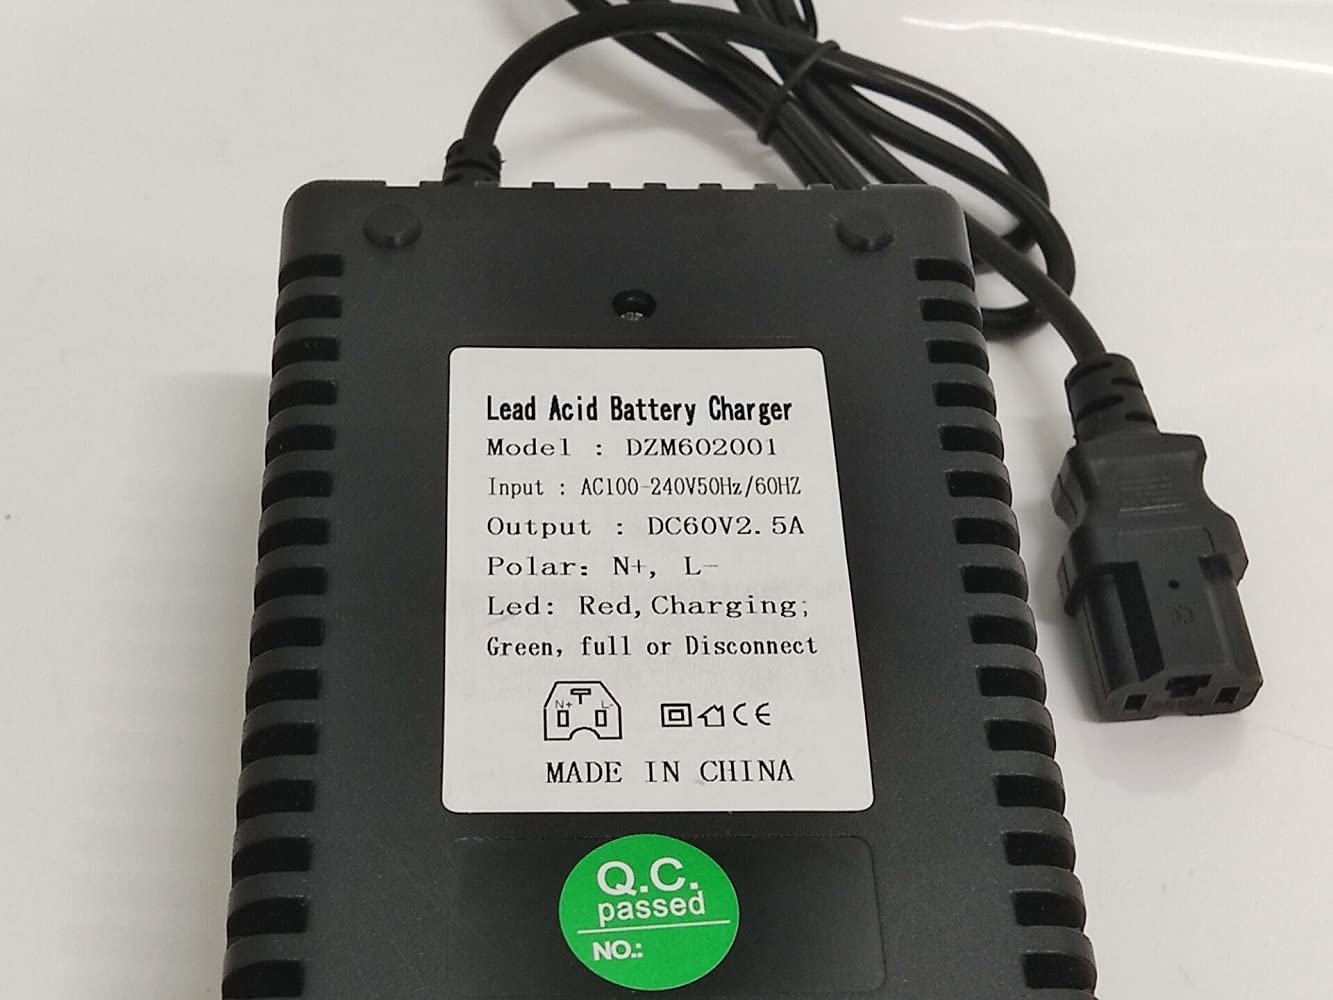 Lead Acid Battery Charger
Model : DZM602001
Input : AC100-240V50Hz/60HZ
Output : DC60V2.5A
Polar: N+, L-
Led: Red,Charging;
Green, full or Disconnect
N+ L-
CE
MADE IN CHINA
Q.C.
passed
NO.: